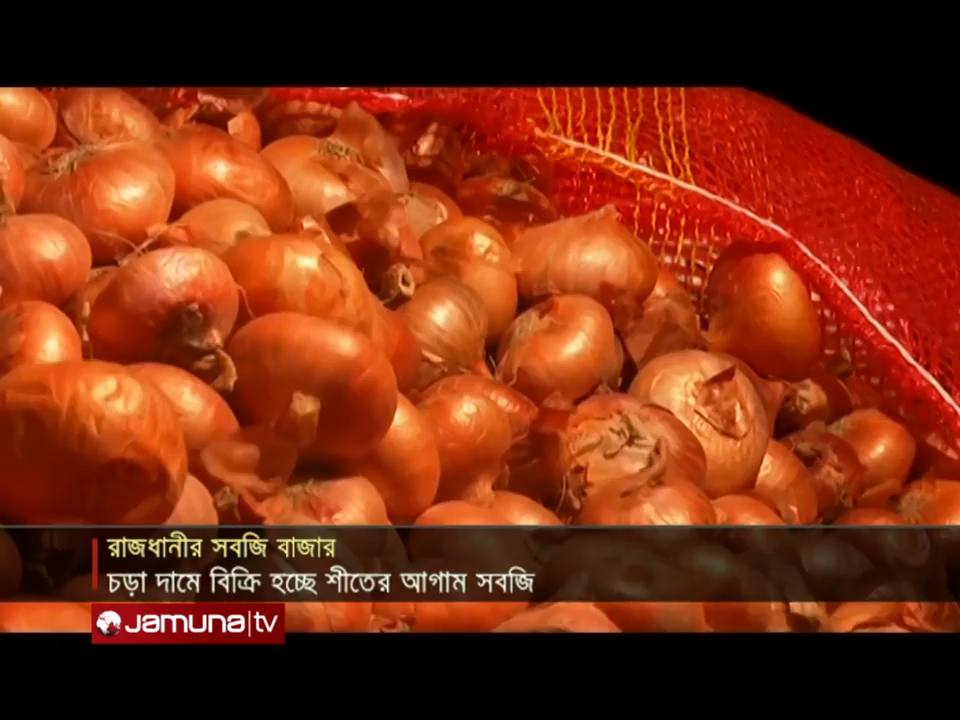 রাজধানীর সবজি বাজার
চড়া দামে বিক্রি হচ্ছে শীতের আগাম সবজি
Jamuna|tv